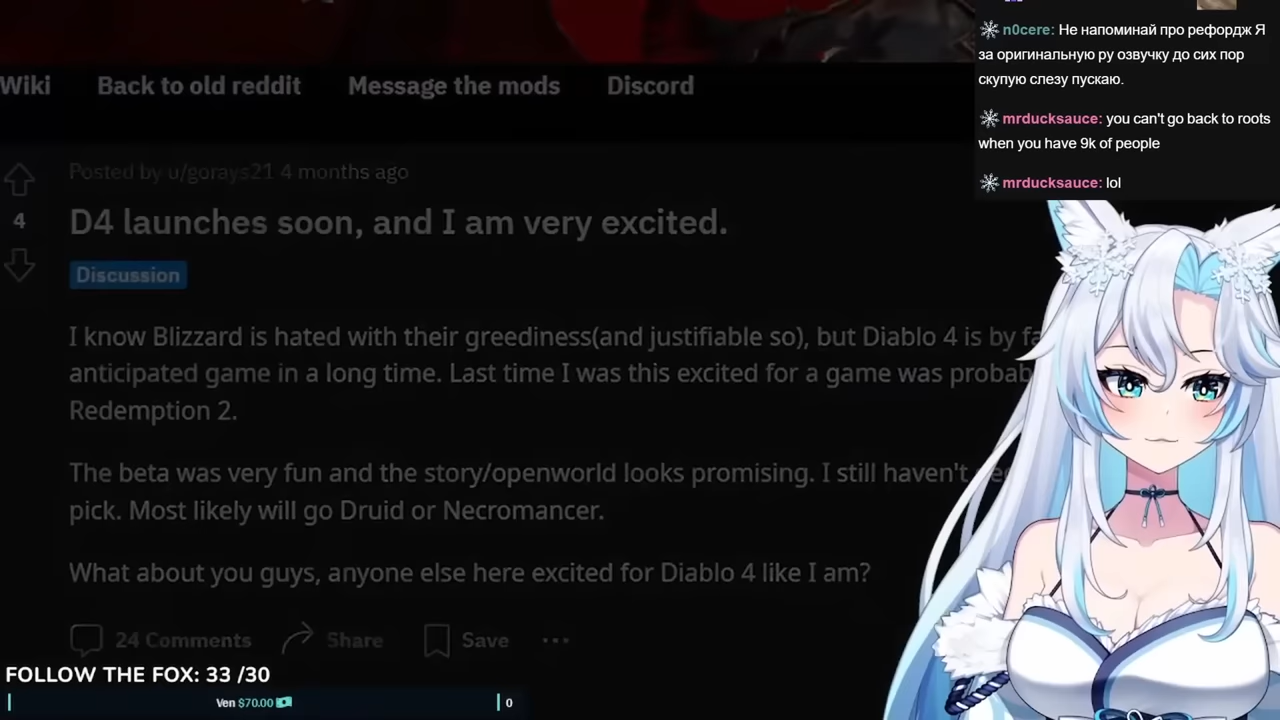 n0cere: Не напоминай про рефордж Я
за оригинальную ру озвучку до сих пор
скупую слезу пускаю.
mrducksauce: you can't go back to roots
when you have 9k of people
mrducksauce: lol
Wiki Back to old reddit Message the mods Discord
Posted by u/gorays21 4 months ago
4
D4 launches soon, and I am very excited.
Discussion
I know Blizzard is hated with their greediness(and justifiable so), but Diablo 4 is by
anticipated game in a long time. Last time I was this excited for a game was
Redemption 2.
The beta was very fun and the story/openworld looks promising. I still haven't
pick. Most likely will go Druid or Necromancer.
What about you guys, anyone else here excited for Diablo 4 like I am?
24 Comments Share Save
FOLLOW THE FOX: 33 /30
Ven $70.00 0